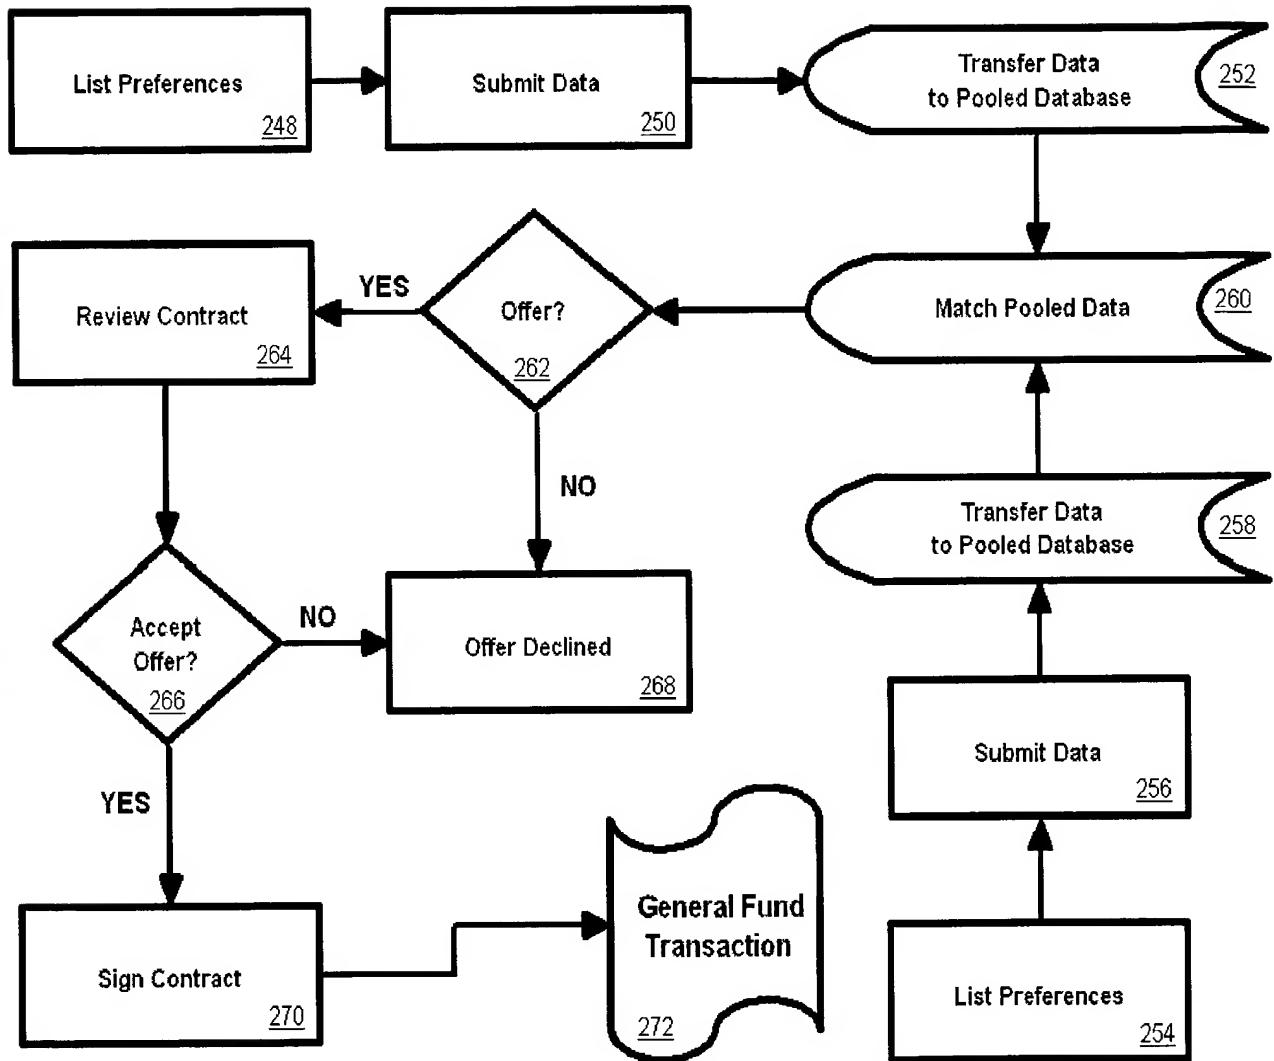 List Preferences
248
Submit Data
250
Transfer Data
to Pooled Database
252
Review Contract
264
YES
Offer?
262
Match Pooled Data
260
NO
Transfer Data
to Pooled Database
258
Accept
Offer?
266
NO
Offer Declined
268
Submit Data
256
YES
General Fund
Transaction
272
Sign Contract
270
List Preferences
254